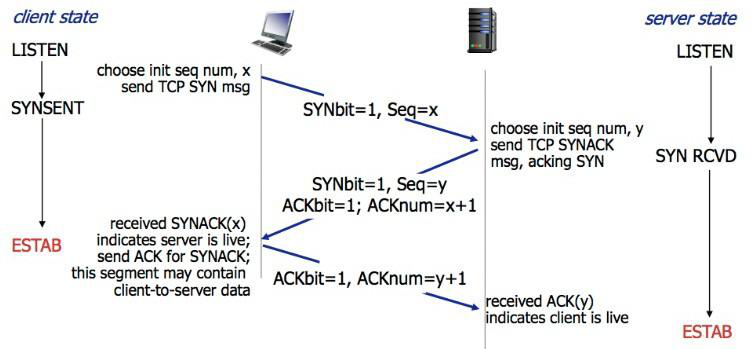 client state
server state
LISTEN
LISTEN
choose init seq num, x
send TCP SYN msg
SYNSENT
SYNbit=1, Seq=x
choose init seq num, y
send TCP SYNACK
msg, acking SYN
SYN RCVD
SYNbit=1, Seq=y
ACKbit=1; ACKnum=x+1
received SYNACK(x)
indicates server is live;
send ACK for SYNACK;
this segment may contain
client-to-server data
ESTAB
ACKbit=1, ACKnum=y+1
received ACK(y)
indicates client is live
ESTAB